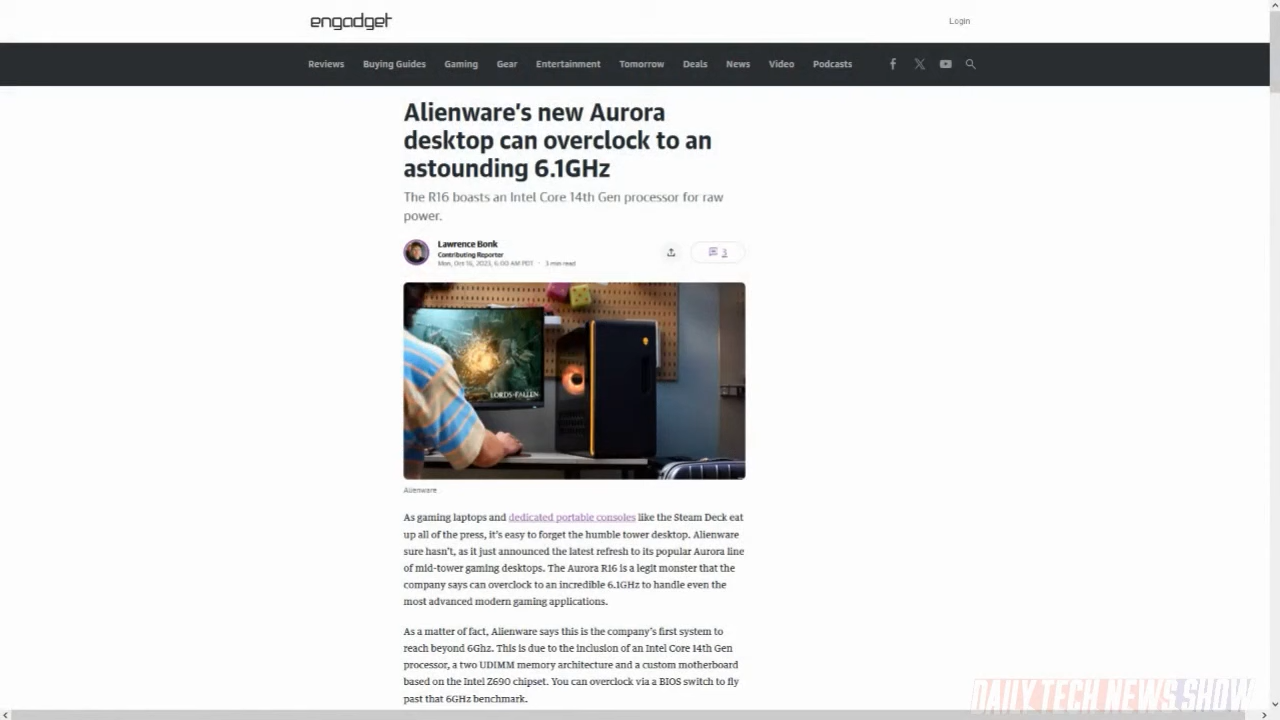 engadget
Login
Reviews Buying Guides Gaming Gear Entertainment Tomorrow Deals News Video Podcasts
Alienware's new Aurora
desktop can overclock to an
astounding 6.1GHz
The R16 boasts an Intel Core 14th Gen processor for raw
power.
Lawrence Bonk
Contributing Reporter
Mon, Oct 16, 2023, 6:00 AM PDT · 3 min read
3
LORDS OF FALLEN
Alienware
As gaming laptops and dedicated portable consoles like the Steam Deck eat
up all of the press, it's easy to forget the humble tower desktop. Alienware
sure hasn't, as it just announced the latest refresh to its popular Aurora line
of mid-tower gaming desktops. The Aurora R16 is a legit monster that the
company says can overclock to an incredible 6.1GHz to handle even the
most advanced modern gaming applications.
As a matter of fact, Alienware says this is the company's first system to
reach beyond 6Ghz. This is due to the inclusion of an Intel Core 14th Gen
processor, a two UDIMM memory architecture and a custom motherboard
based on the Intel Z690 chipset. You can overclock via a BIOS switch to fly
past that 6GHz benchmark.
DAILY TECH NEWS SHOW